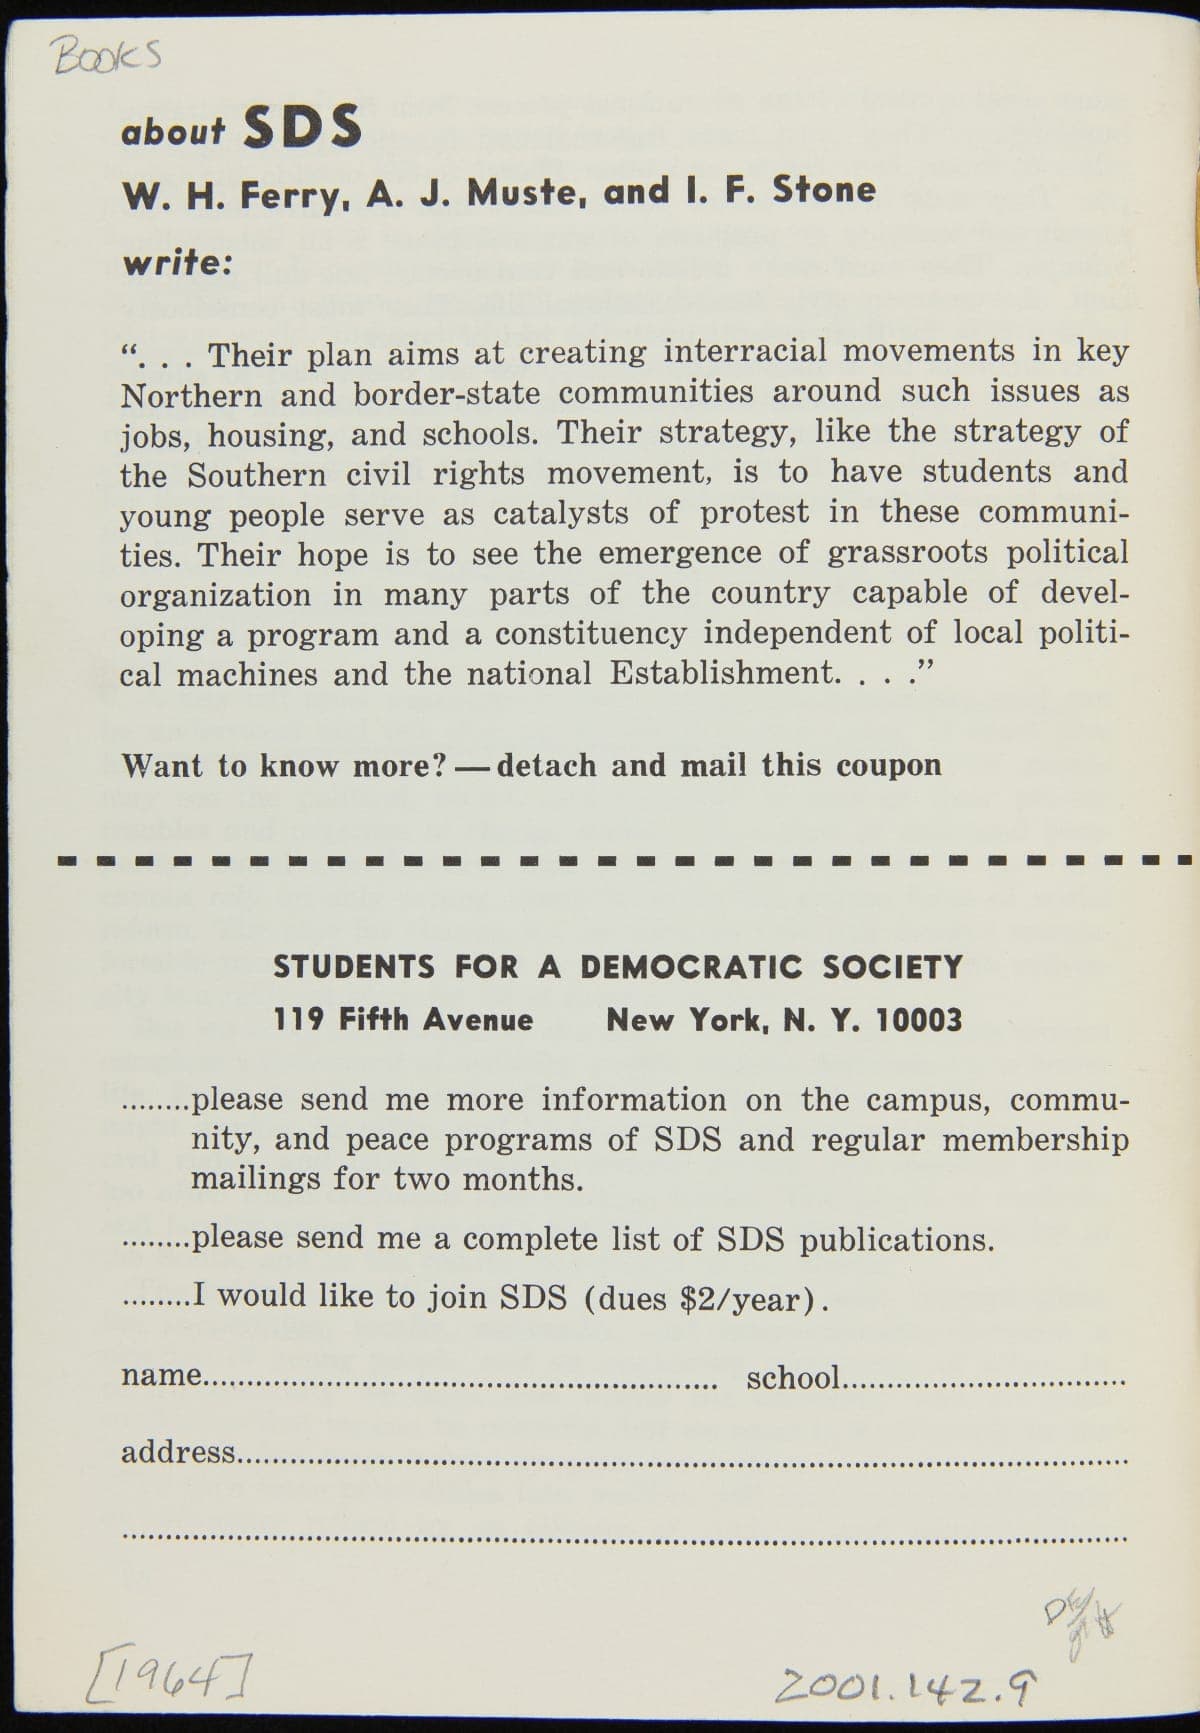 Books
about SDS
W. H. Ferry, A. J. Muste, and I. F. Stone
write:
“. . . Their plan aims at creating interracial movements in key
Northern and border-state communities around such issues as
jobs, housing, and schools. Their strategy, like the strategy of
the Southern civil rights movement, is to have students and
young people serve as catalysts of protest in these communi-
ties. Their hope is to see the emergence of grassroots political
organization in many parts of the country capable of devel-
oping a program and a constituency independent of local politi-
cal machines and the national Establishment. . . .”
Want to know more? — detach and mail this coupon
STUDENTS FOR A DEMOCRATIC SOCIETY
119 Fifth Avenue New York, N. Y. 10003
........please send me more information on the campus, commu-
nity, and peace programs of SDS and regular membership
mailings for two months.
........please send me a complete list of SDS publications.
........I would like to join SDS (dues $2/year).
name.......................................................... school................................
address....................................................................................................
[1964]
2001.142.9